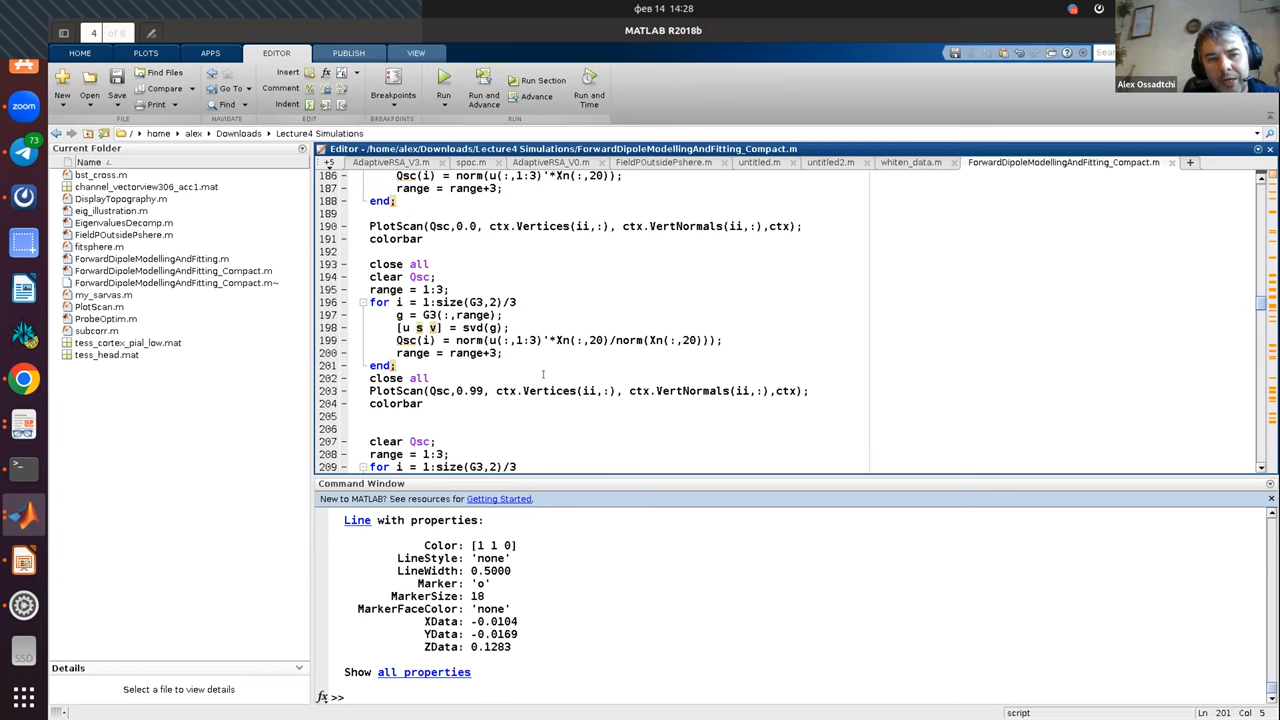 фев 14 14:28
4 of 8
MATLAB R2018b
Alex Ossadtchi
HOME PLOTS APPS EDITOR PUBLISH VIEW
New Open Save
Find Files
Compare
Print
Go To
Find
Insert
Comment
Indent
Breakpoints
Run
Run and Advance
Run Section
Advance
Run and Time
FILE NAVIGATE EDIT BREAKPOINTS RUN
/ home / alex / Downloads / Lecture4 Simulations
Current Folder
Name
bst_cross.m
channel_vectorview306_acc1.mat
DisplayTopography.m
eig_illustration.m
EigenvaluesDecomp.m
FieldPOutsidePshere.m
fitsphere.m
ForwardDipoleModellingAndFitting.m
ForwardDipoleModellingAndFitting_Compact.m
ForwardDipoleModellingAndFitting_Compact.m~
my_sarvas.m
PlotScan.m
ProbeOptim.m
subcorr.m
tess_cortex_pial_low.mat
tess_head.mat
Details
Select a file to view details
Editor - /home/alex/Downloads/Lecture4 Simulations/ForwardDipoleModellingAndFitting_Compact.m
+5 AdaptiveRSA_V3.m spoc.m AdaptiveRSA_V0.m FieldPOutsidePshere.m untitled.m untitled2.m whiten_data.m ForwardDipoleModellingAndFitting_Compact.m
186 Qsc(i) = norm(u(:,1:3)'*Xn(:,20));
187 range = range+3;
188 end;
189
190 PlotScan(Qsc,0.0, ctx.Vertices(ii,:), ctx.VertNormals(ii,:),ctx);
191 colorbar
192
193 close all
194 clear Qsc;
195 range = 1:3;
196 for i = 1:size(G3,2)/3
197 g = G3(:,range);
198 [u s v] = svd(g);
199 Qsc(i) = norm(u(:,1:3)'*Xn(:,20)/norm(Xn(:,20)));
200 range = range+3;
201 end;
202 close all
203 PlotScan(Qsc,0.99, ctx.Vertices(ii,:), ctx.VertNormals(ii,:),ctx);
204 colorbar
205
206
207 clear Qsc;
208 range = 1:3;
209 for i = 1:size(G3,2)/3
Command Window
New to MATLAB? See resources for Getting Started.
Line with properties:
Color: [1 1 0]
LineStyle: 'none'
LineWidth: 0.5000
Marker: 'o'
MarkerSize: 18
MarkerFaceColor: 'none'
XData: -0.0104
YData: -0.0169
ZData: 0.1283
Show all properties
fx >>
script Ln 201 Col 5
zoom
73
SSD